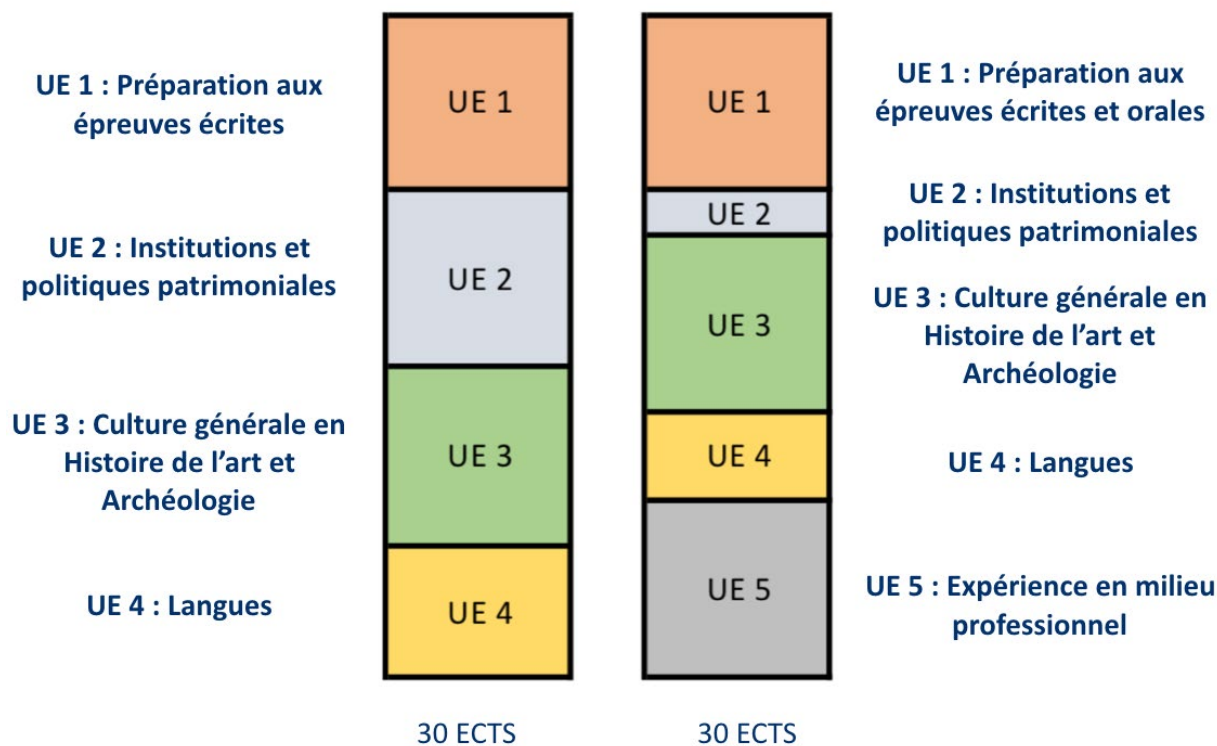 UE 1 : Préparation aux
épreuves écrites
UE 2 : Institutions et
politiques patrimoniales
UE 3 : Culture générale en
Histoire de l’art et
Archéologie
UE 4 : Langues
UE 1
UE 2
UE 3
UE 4
30 ECTS
UE 1
UE 2
UE 3
UE 4
UE 5
30 ECTS
UE 1 : Préparation aux
épreuves écrites et orales
UE 2 : Institutions et
politiques patrimoniales
UE 3 : Culture générale en
Histoire de l’art et
Archéologie
UE 4 : Langues
UE 5 : Expérience en milieu
professionnel